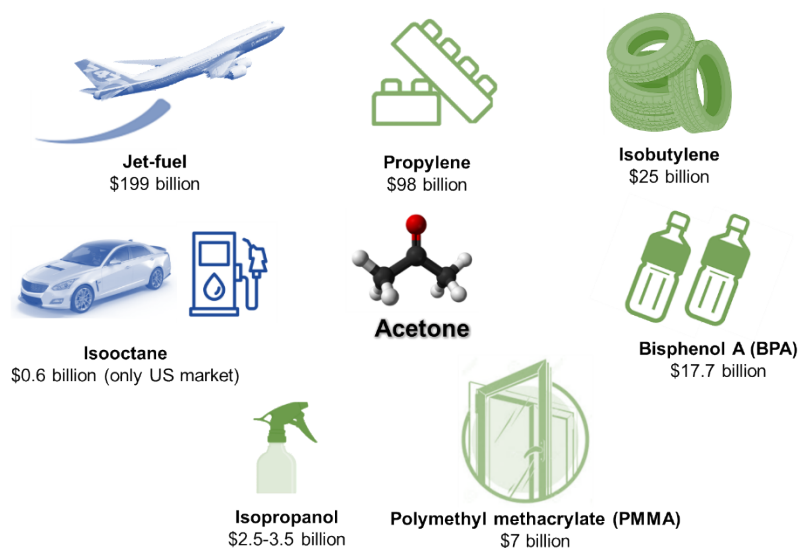 747
Jet-fuel
$199 billion
Propylene
$98 billion
Isobutylene
$25 billion
Isooctane
$0.6 billion (only US market)
Acetone
Bisphenol A (BPA)
$17.7 billion
Isopropanol
$2.5-3.5 billion
Polymethyl methacrylate (PMMA)
$7 billion